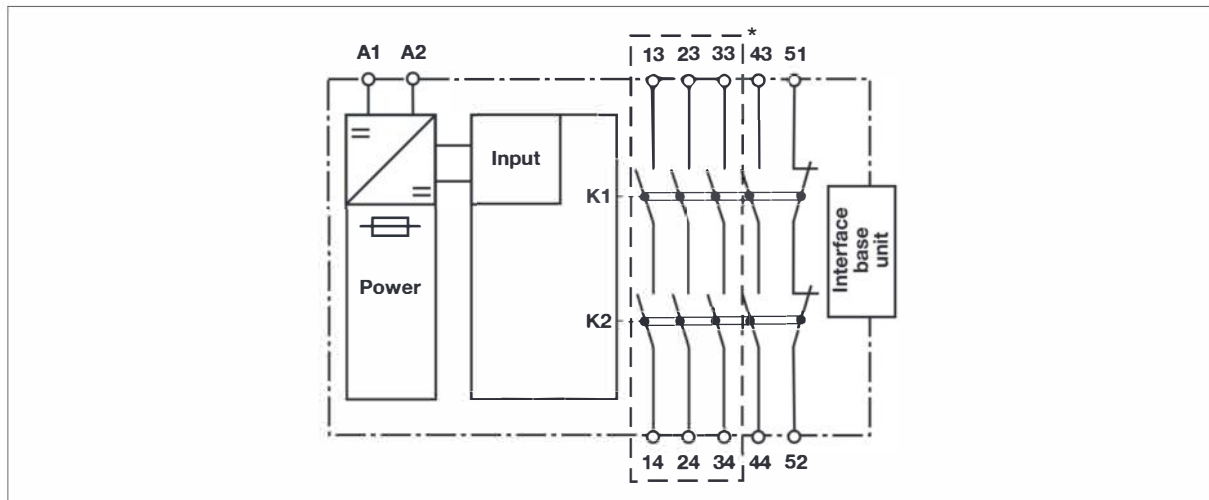 *
A1 A2 13 23 33 43 51
Input
K1
Interface
base
unit
Power
K2
14 24 34 44 52